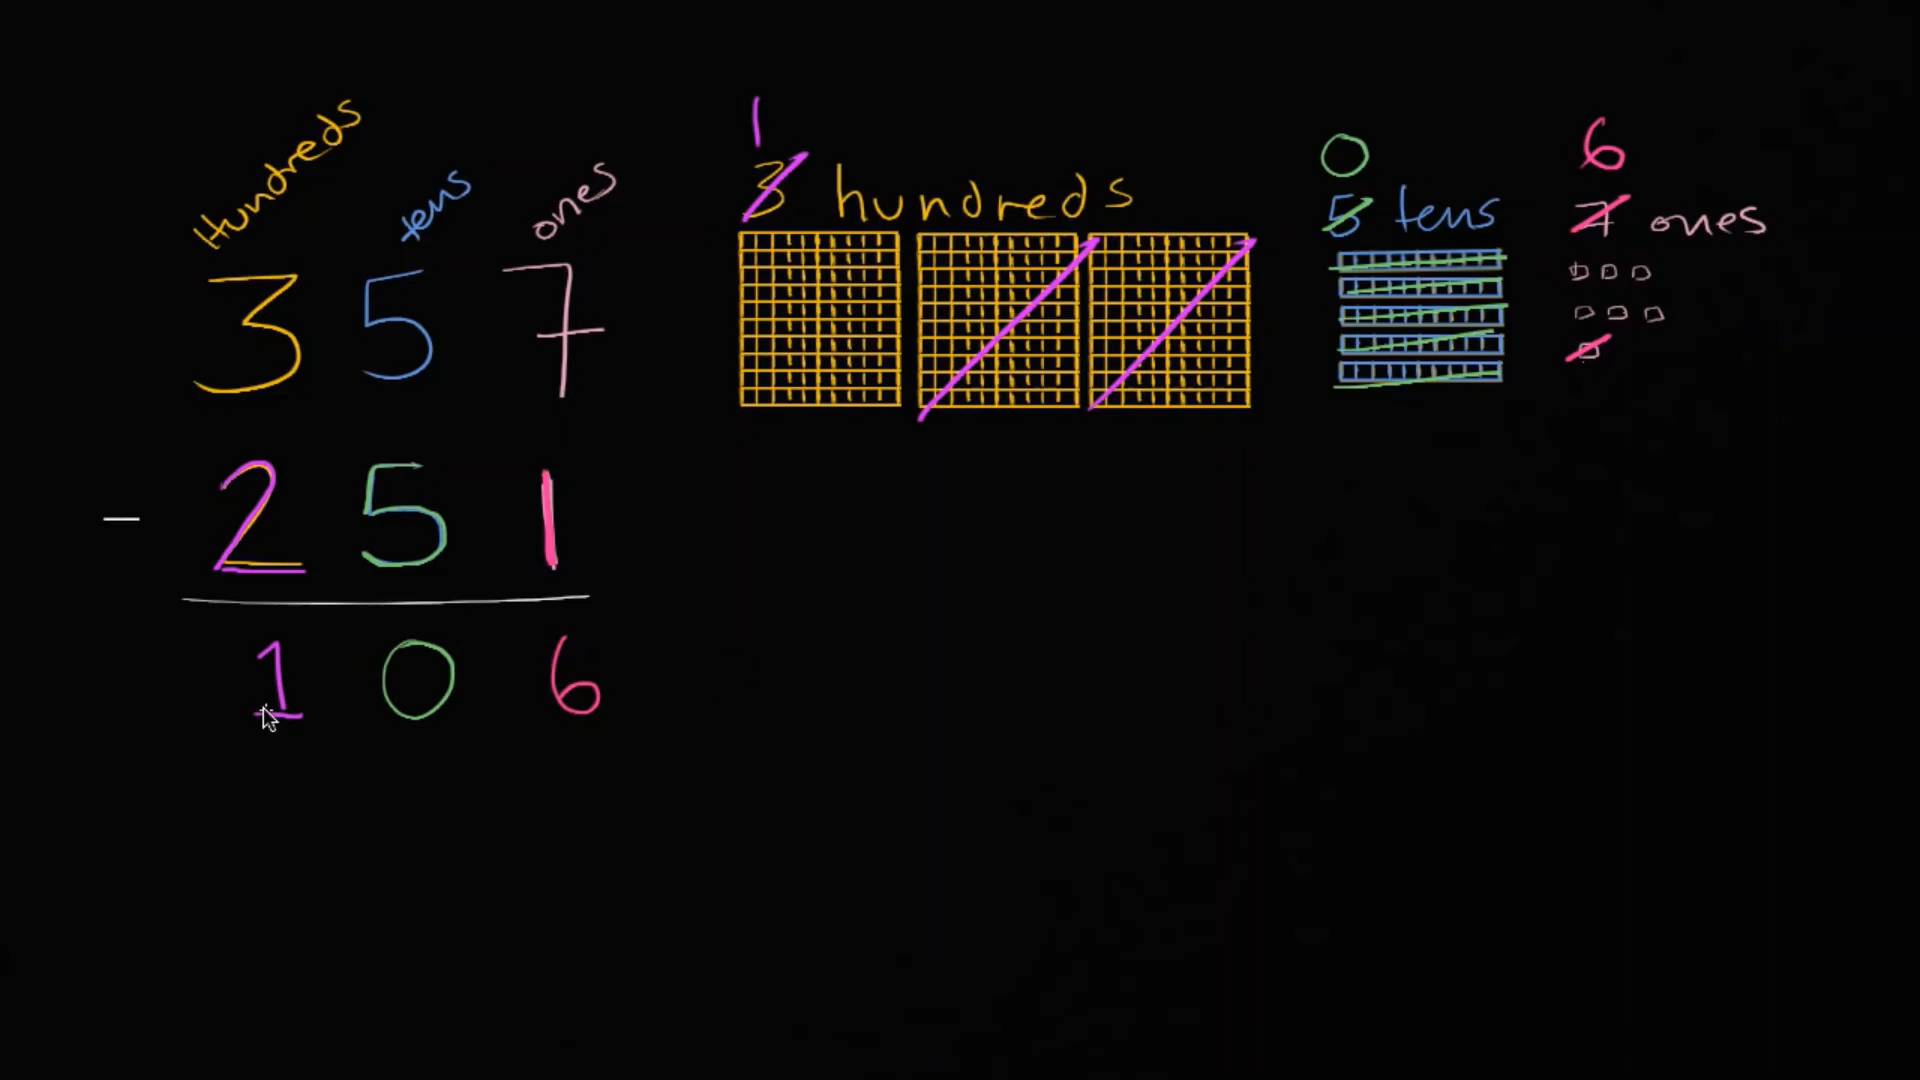 Hundreds tens ones
3 5 7
- 2 5 1
1 0 6
1
3 hundreds
0
5 tens
6
7 ones